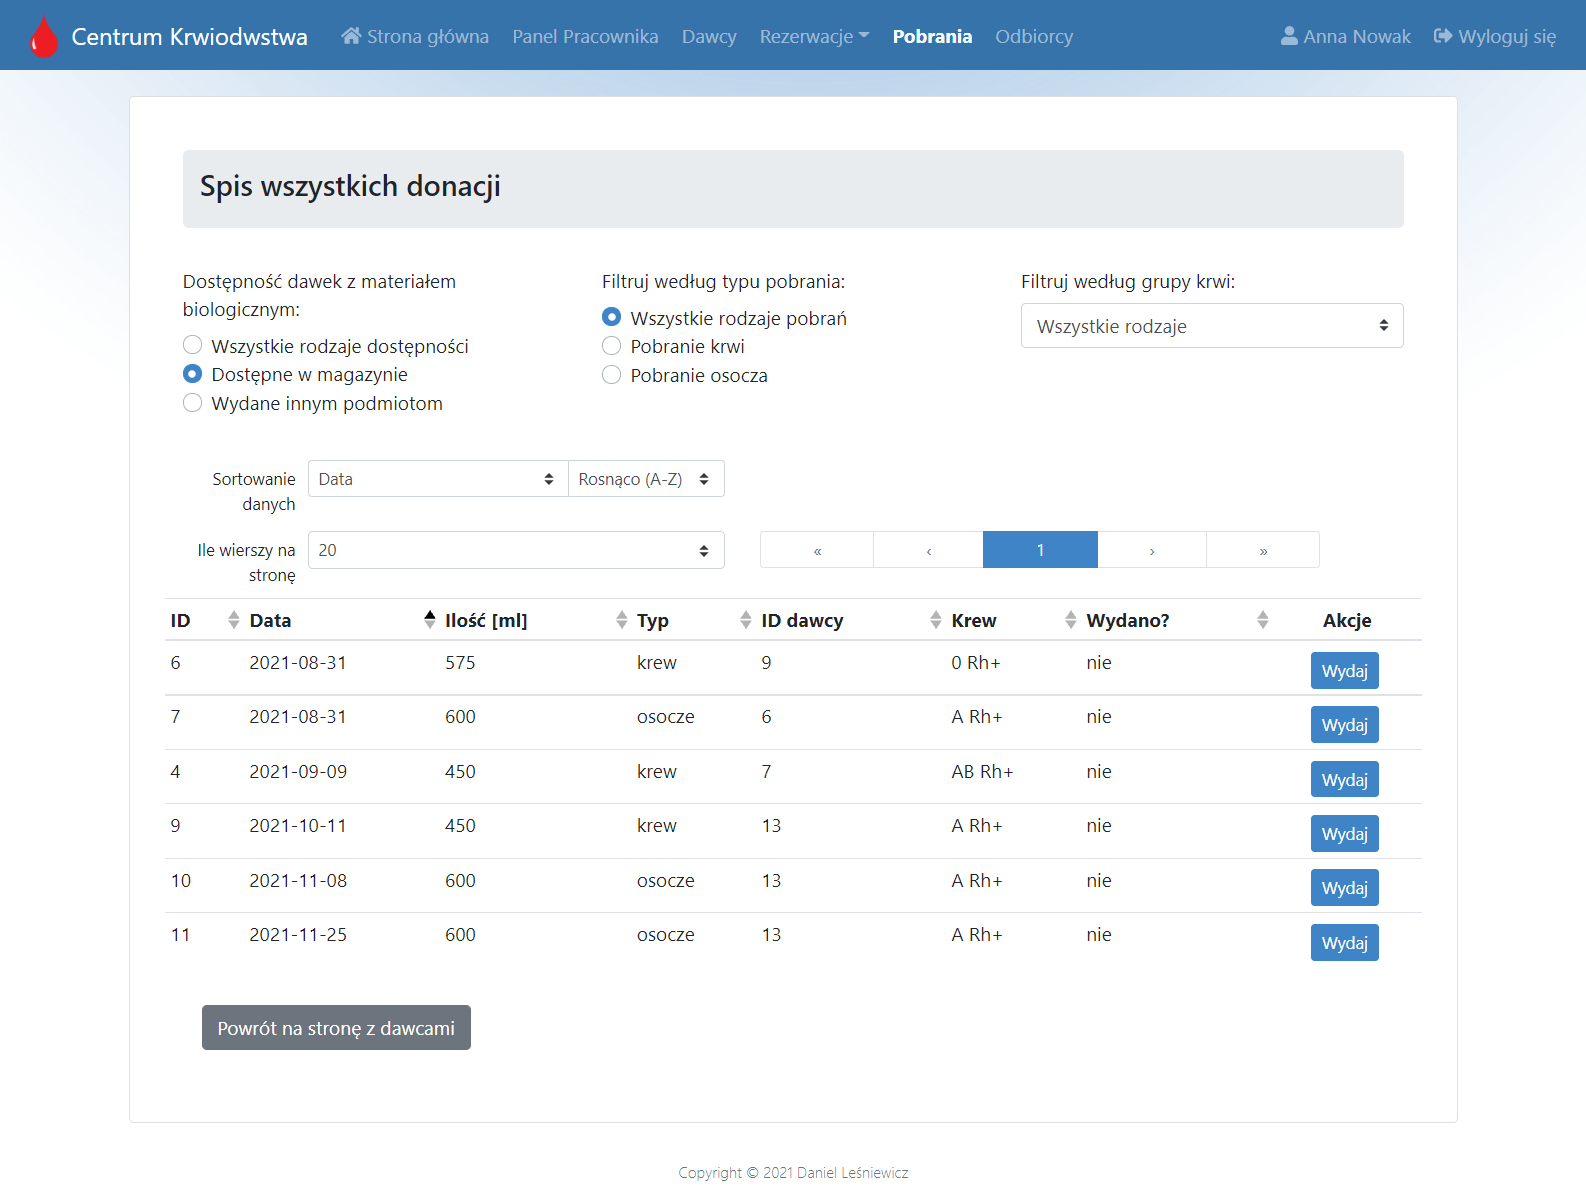 Centrum Krwiodwstwa Strona główna Panel Pracownika Dawcy Rezerwacje Pobrania Odbiorcy Anna Nowak Wyloguj się
Spis wszystkich donacji
Dostępność dawek z materiałem
biologicznym:
Wszystkie rodzaje dostępności
Dostępne w magazynie
Wydane innym podmiotom
Filtruj według typu pobrania:
Wszystkie rodzaje pobrań
Pobranie krwi
Pobranie osocza
Filtruj według grupy krwi:
Wszystkie rodzaje
Sortowanie
danych
Data Rosnąco (A-Z)
Ile wierszy na
stronę
20
« ‹ 1 › »
ID Data Ilość [ml] Typ ID dawcy Krew Wydano? Akcje
6 2021-08-31 575 krew 9 0 Rh+ nie Wydaj
7 2021-08-31 600 osocze 6 A Rh+ nie Wydaj
4 2021-09-09 450 krew 7 AB Rh+ nie Wydaj
9 2021-10-11 450 krew 13 A Rh+ nie Wydaj
10 2021-11-08 600 osocze 13 A Rh+ nie Wydaj
11 2021-11-25 600 osocze 13 A Rh+ nie Wydaj
Powrót na stronę z dawcami
Copyright © 2021 Daniel Leśniewicz